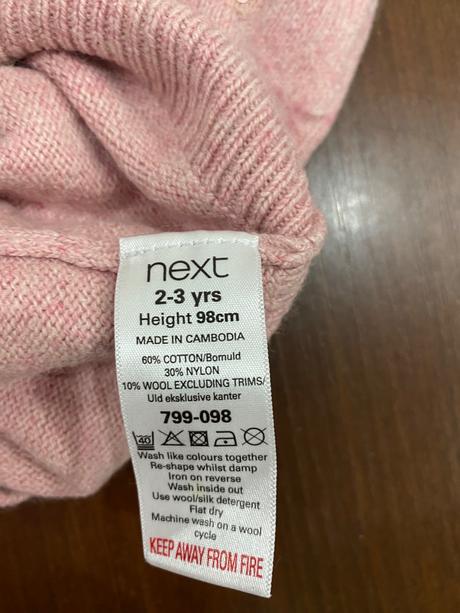 next
2-3 yrs
Height 98cm
MADE IN CAMBODIA
60% COTTON/Bomuld
30% NYLON
10% WOOL EXCLUDING TRIMS/
Uld eksklusive kanter
799-098
40
Wash like colours together
Re-shape whilst damp
Iron on reverse
Wash inside out
Use wool/silk detergent
Flat dry
Machine wash on a wool
cycle
KEEP AWAY FROM FIRE